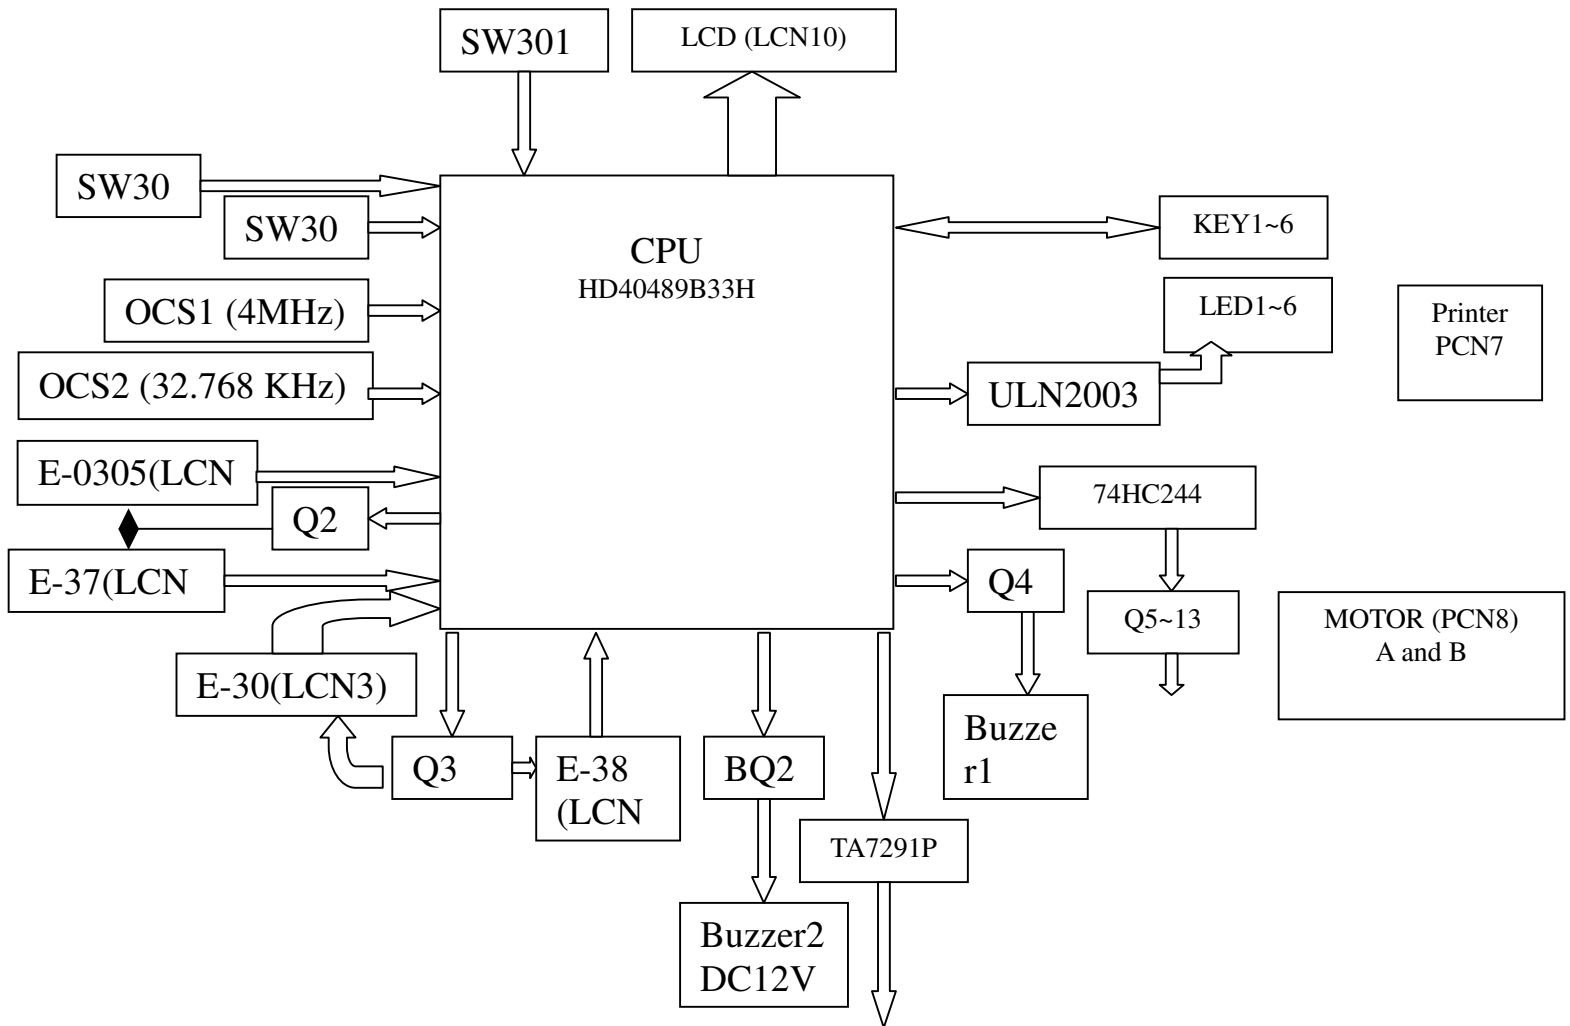 SW301
LCD (LCN10)
SW30
SW30
CPU
HD40489B33H
KEY1~6
OCS1 (4MHz)
LED1~6
Printer
PCN7
OCS2 (32.768 KHz)
ULN2003
E-0305(LCN
74HC244
Q2
E-37(LCN
Q4
Q5~13
MOTOR (PCN8)
A and B
E-30(LCN3)
Q3
E-38
(LCN
BQ2
Buzze
r1
TA7291P
Buzzer2
DC12V